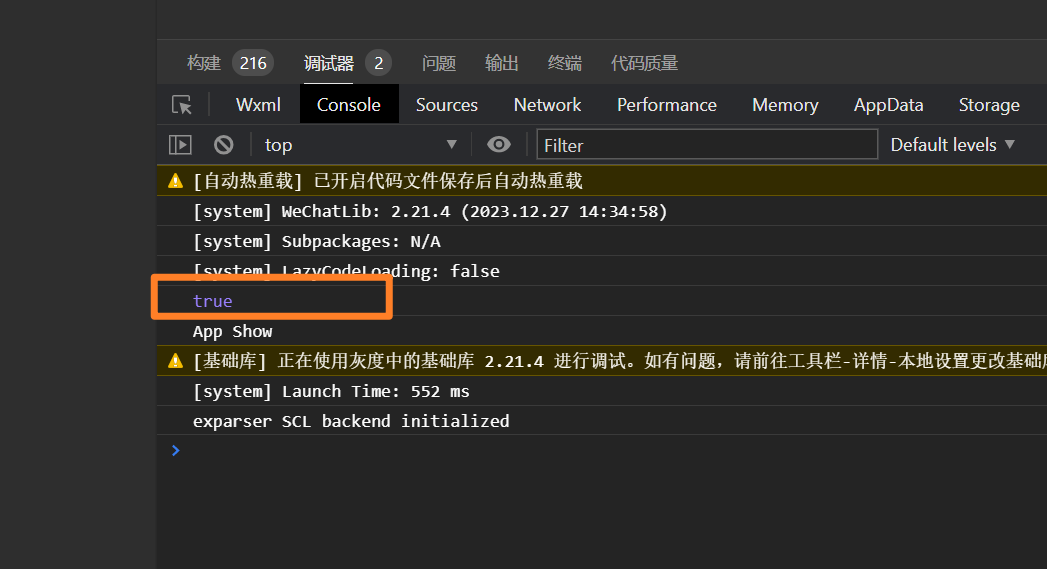 构建 216 调试器 2 问题 输出 终端 代码质量
Wxml Console Sources Network Performance Memory AppData Storage
top Filter Default levels
[自动热重载] 已开启代码文件保存后自动热重载
[system] WeChatLib: 2.21.4 (2023.12.27 14:34:58)
[system] Subpackages: N/A
[system] LazyCodeLoading: false
true
App Show
[基础库] 正在使用灰度中的基础库 2.21.4 进行调试。如有问题，请前往工具栏-详情-本地设置更改基础
[system] Launch Time: 552 ms
exparser SCL backend initialized